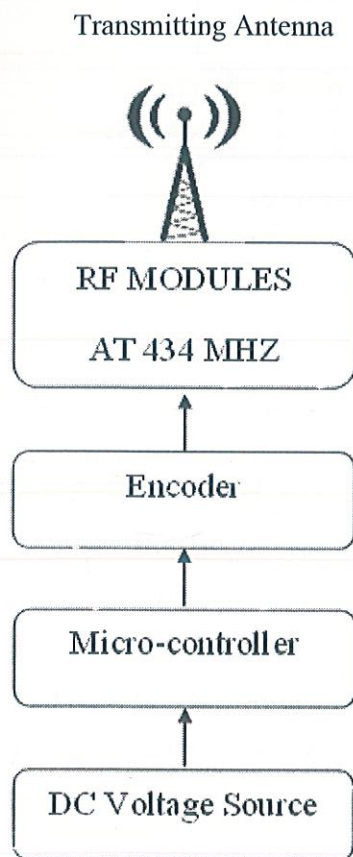 Transmitting Antenna
RF MODULES
AT 434 MHZ
Encoder
Micro-controller
DC Voltage Source